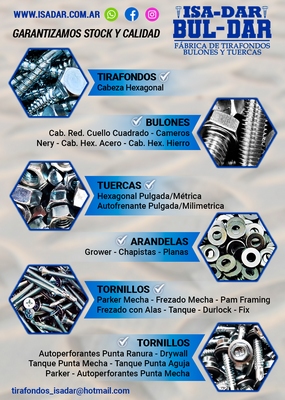 WWW.ISADAR.COM.AR
GARANTIZAMOS STOCK Y CALIDAD
ISA-DAR
BUL-DAR
FÁBRICA DE TIRAFONDOS
BULONES Y TUERCAS
TIRAFONDOS
Cabeza Hexagonal
BULONES
Cab. Red. Cuello Cuadrado - Cameros
Nery - Cab. Hex. Acero - Cab. Hex. Hierro
TUERCAS
Hexagonal Pulgada/Métrica
Autofrenante Pulgada/Milimetrica
ARANDELAS
Grower - Chapistas - Planas
TORNILLOS
Parker Mecha - Frezado Mecha - Pam Framing
Frezado con Alas - Tanque - Durlock - Fix
TORNILLOS
Autoperforantes Punta Ranura - Drywall
Tanque Punta Mecha - Tanque Punta Aguja
Parker - Autoperforantes Punta Mecha
tirafondos_isadar@hotmail.com